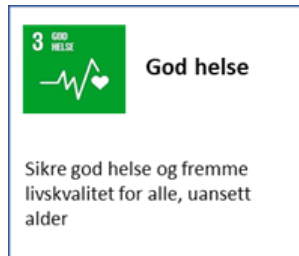 3 GOD
HELSE
God helse
Sikre god helse og fremme
livskvalitet for alle, uansett
alder